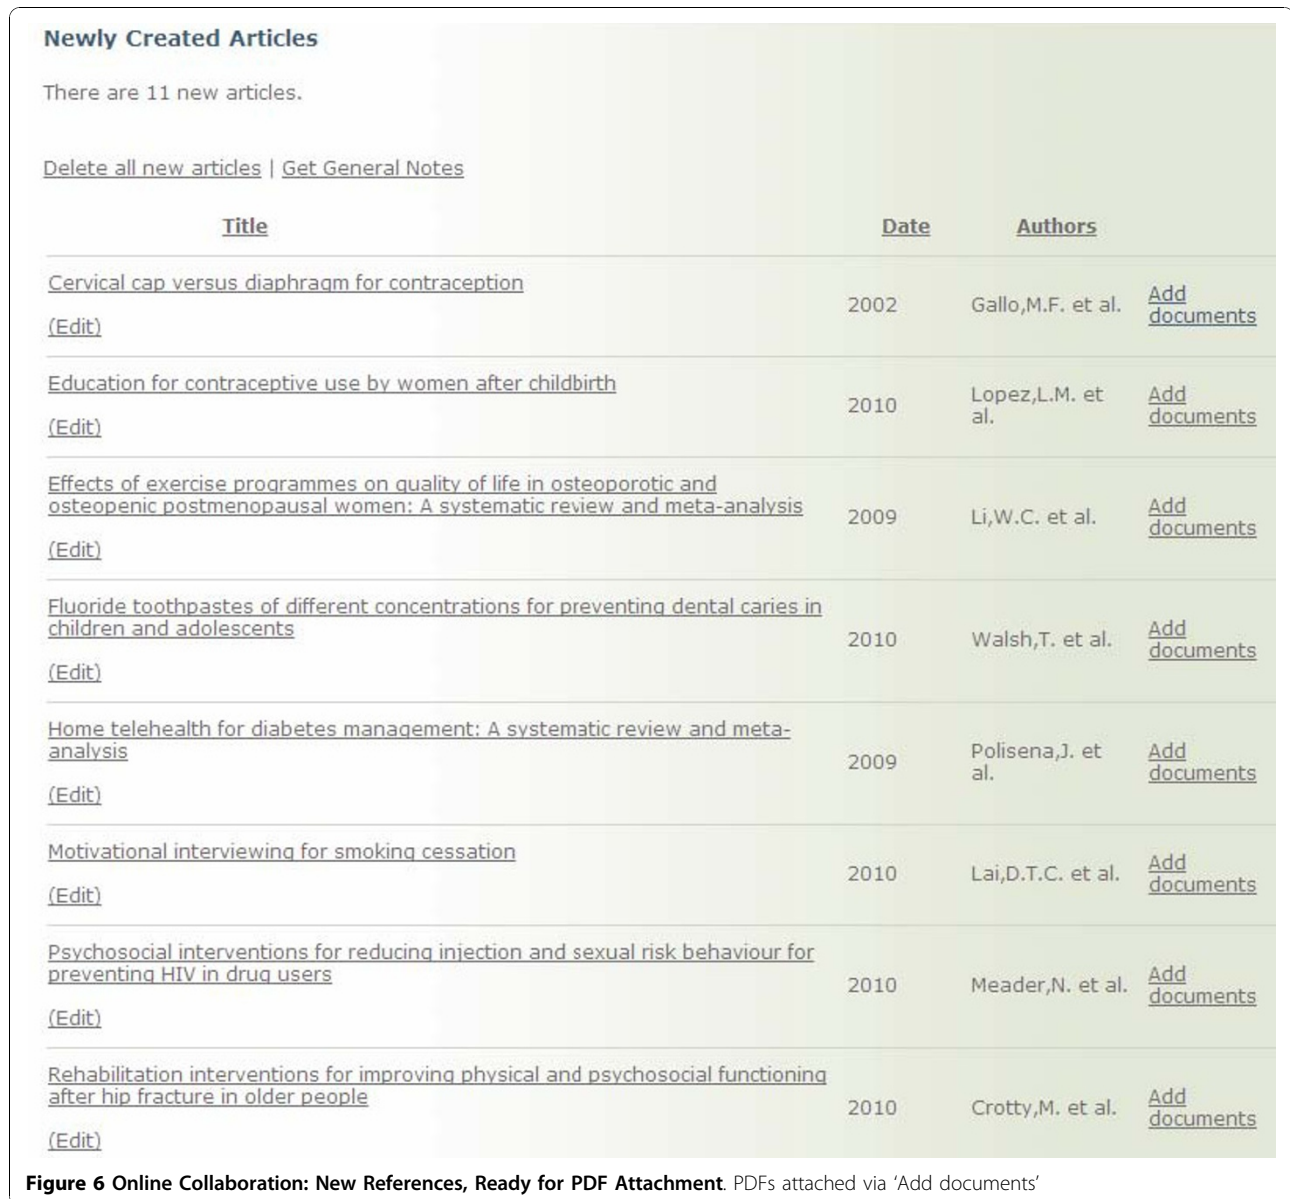 Newly Created Articles
There are 11 new articles.
Delete all new articles | Get General Notes
Title Date Authors
Cervical cap versus diaphragm for contraception
(Edit)
2002 Gallo,M.F. et al. Add
documents
Education for contraceptive use by women after childbirth
(Edit)
2010 Lopez,L.M. et
al. Add
documents
Effects of exercise programmes on quality of life in osteoporotic and
osteopenic postmenopausal women: A systematic review and meta-analysis
(Edit)
2009 Li,W.C. et al. Add
documents
Fluoride toothpastes of different concentrations for preventing dental caries in
children and adolescents
(Edit)
2010 Walsh,T. et al. Add
documents
Home telehealth for diabetes management: A systematic review and meta-
analysis
(Edit)
2009 Polisena,J. et
al. Add
documents
Motivational interviewing for smoking cessation
(Edit)
2010 Lai,D.T.C. et al. Add
documents
Psychosocial interventions for reducing injection and sexual risk behaviour for
preventing HIV in drug users
(Edit)
2010 Meader,N. et al. Add
documents
Rehabilitation interventions for improving physical and psychosocial functioning
after hip fracture in older people
(Edit)
2010 Crotty,M. et al. Add
documents
Figure 6 Online Collaboration: New References, Ready for PDF Attachment. PDFs attached via ‘Add documents’